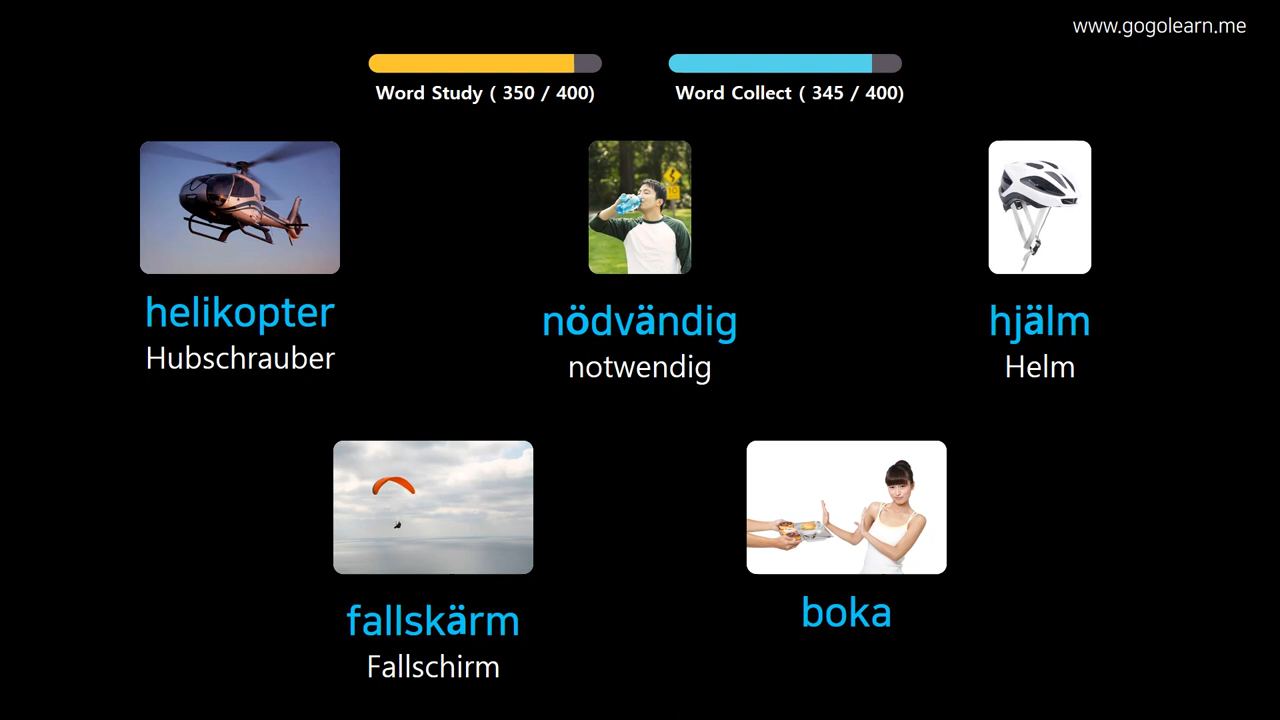 www.gogolearn.me
Word Study ( 350 / 400)
Word Collect ( 345 / 400)
helikopter
Hubschrauber
nödvändig
notwendig
hjälm
Helm
fallskärm
Fallschirm
boka